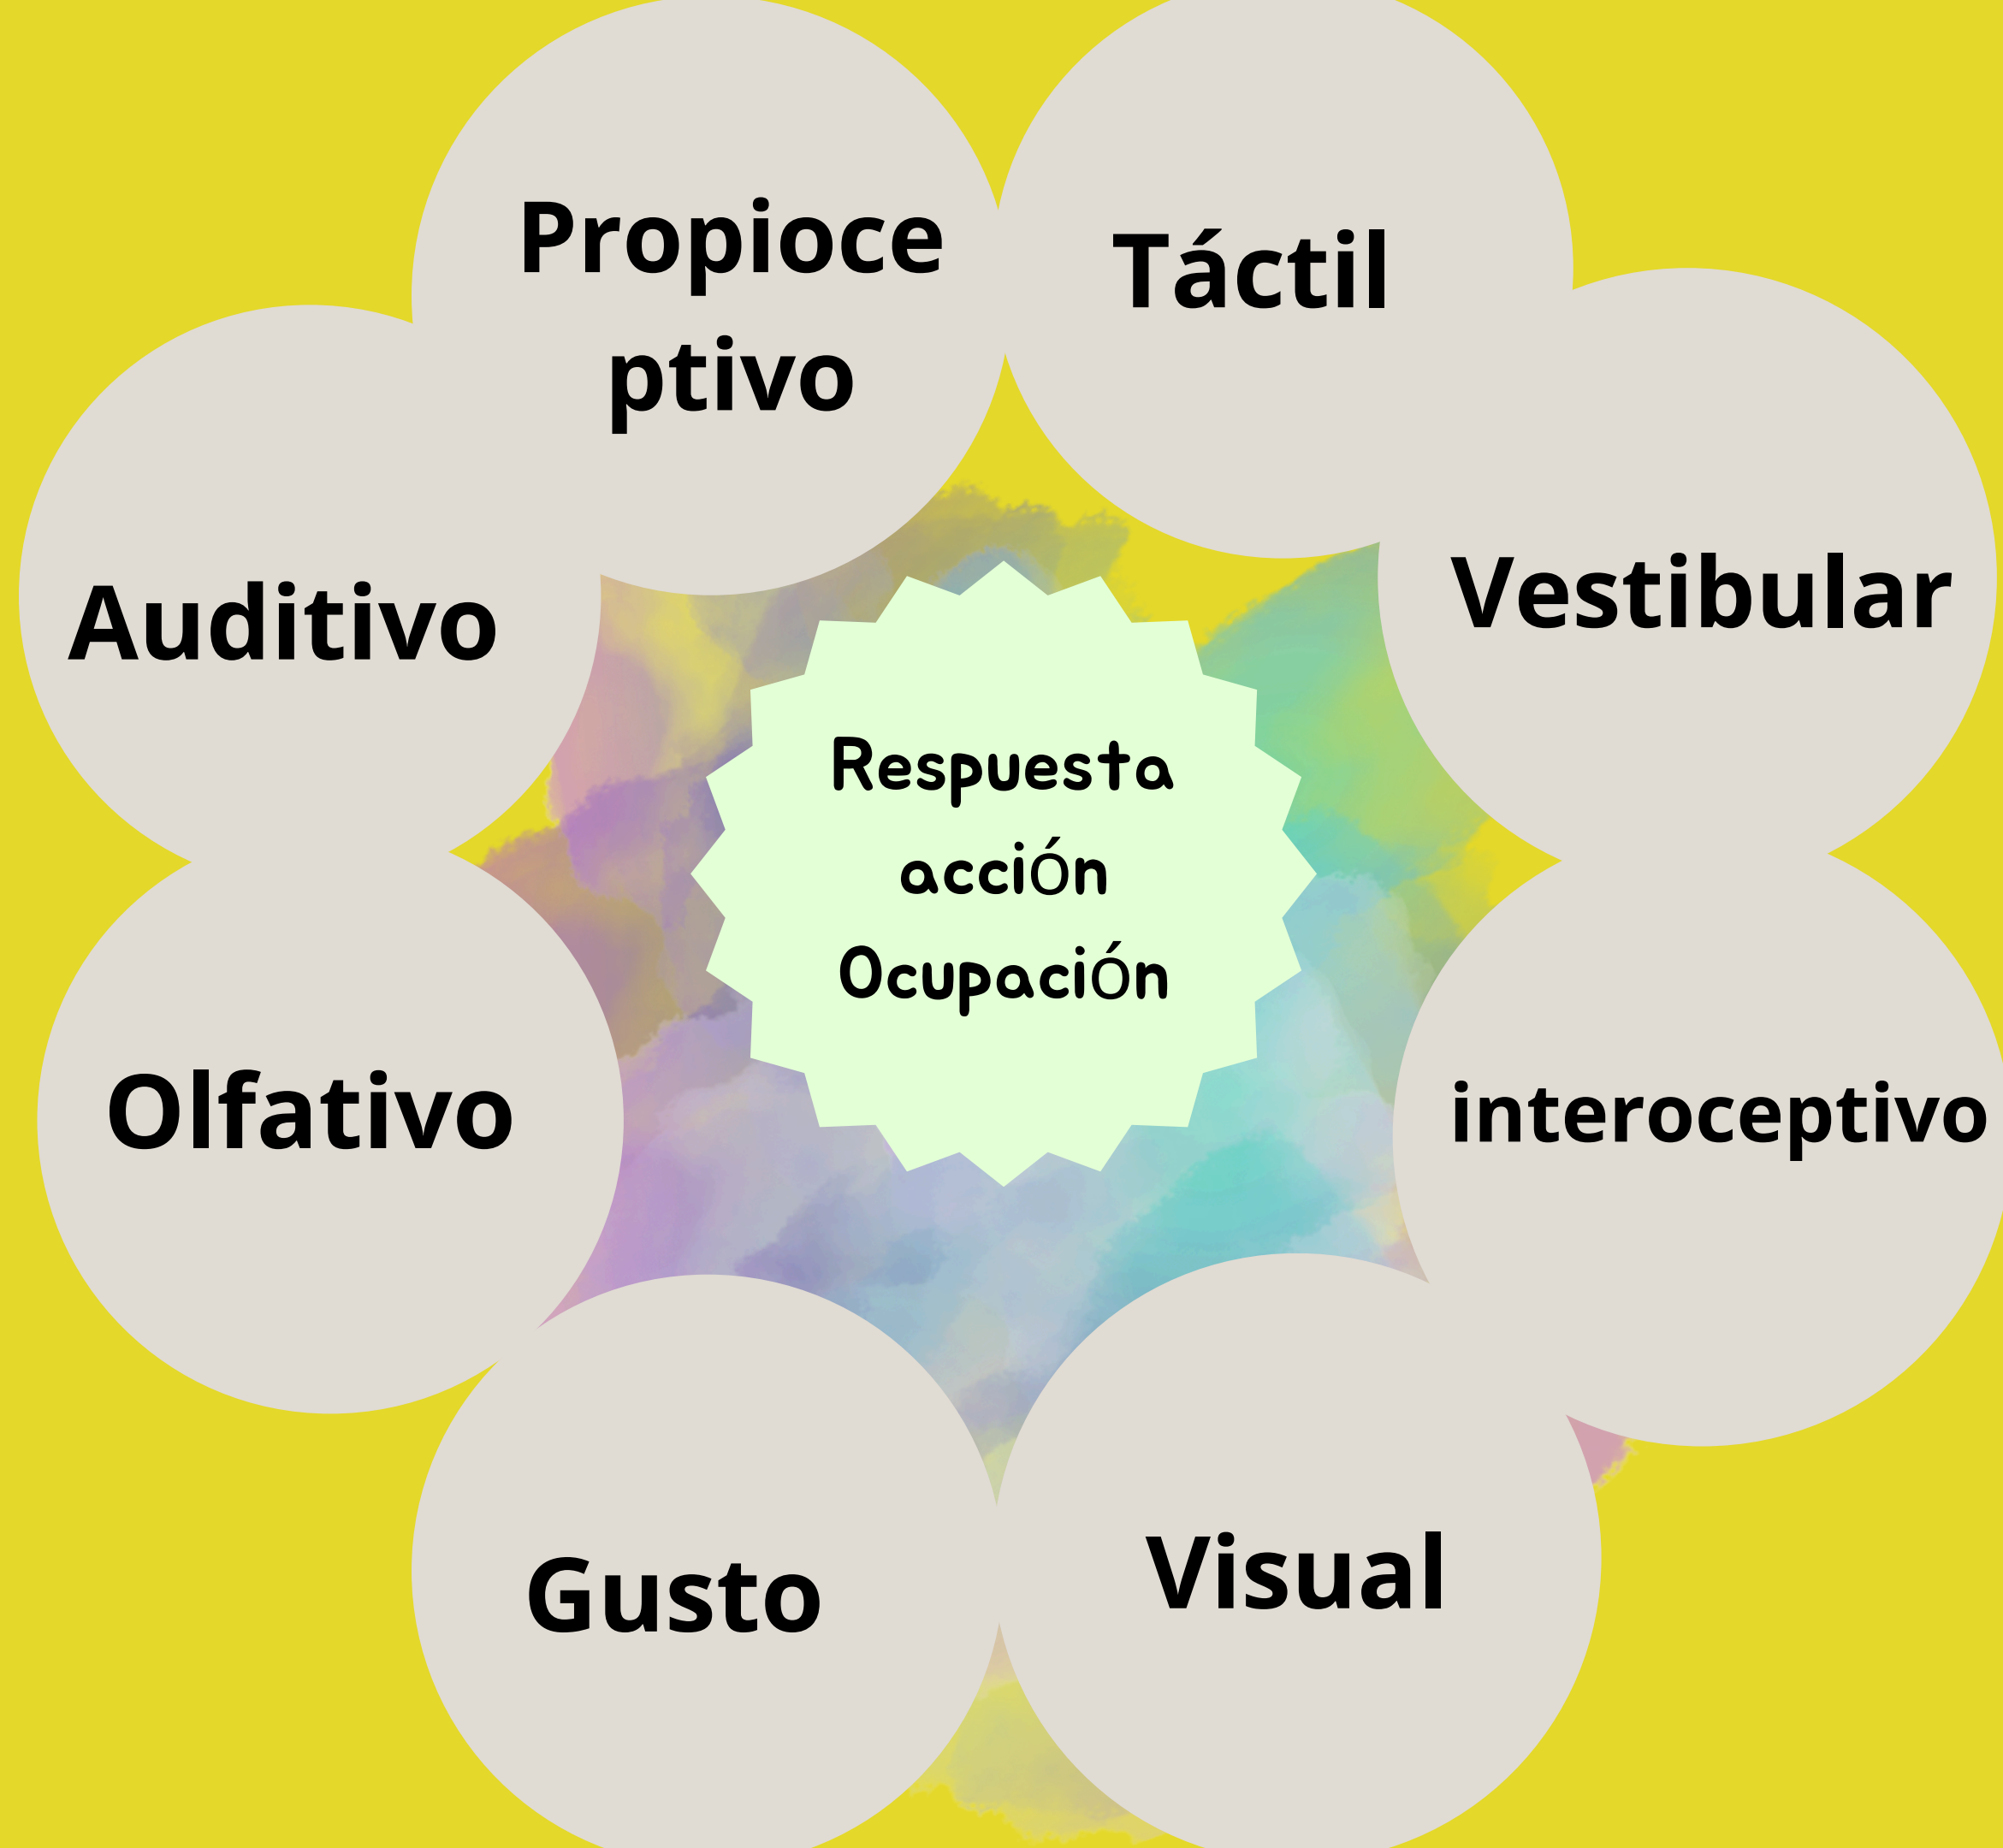 Propioce
ptivo
Táctil
Auditivo
Vestibular
Respuesta
acción
Ocupación
Olfativo
interoceptivo
Gusto
Visual